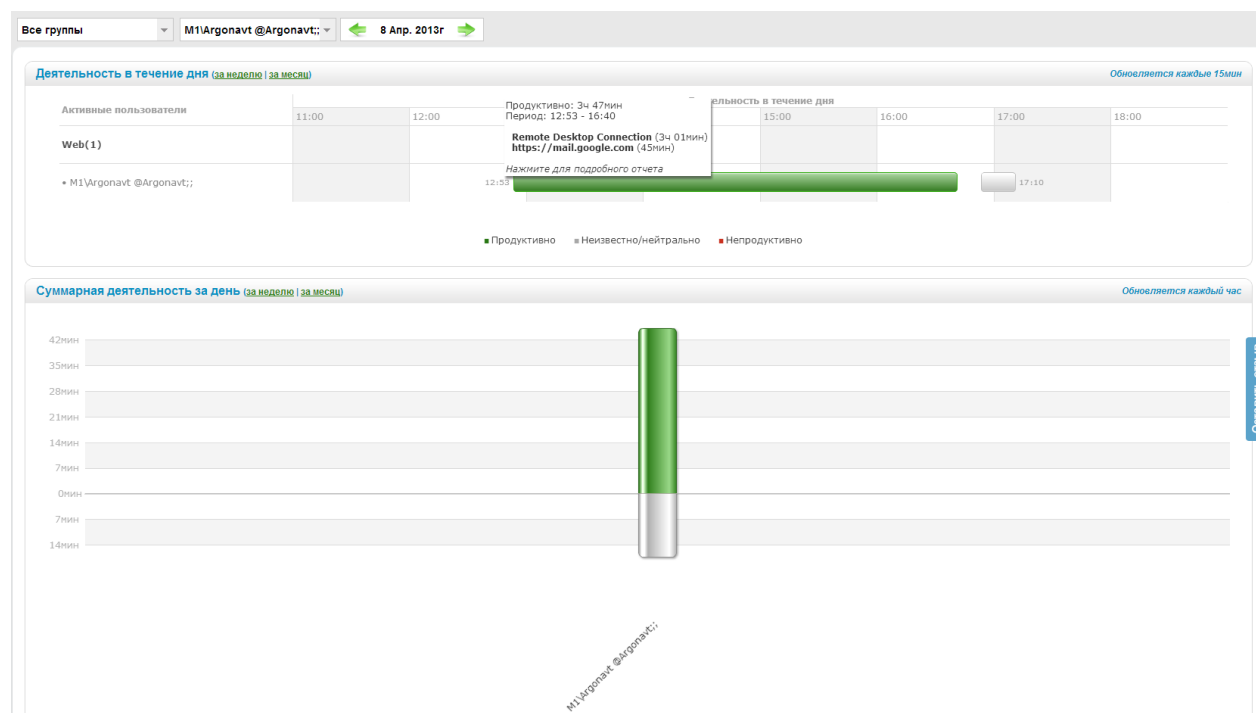 Все группы M1\Argonavt @Argonavt;; 8 Апр. 2013г
Деятельность в течение дня (за неделю | за месяц) Обновляется каждые 15мин
Активные пользователи
11:00 12:00 15:00 16:00 17:00 18:00
Продуктивно: 3ч 47мин
Период: 12:53 - 16:40
Remote Desktop Connection (3ч 01мин)
https://mail.google.com (45мин)
Нажмите для подробного отчета
ельность в течение дня
Web(1)
• M1\Argonavt @Argonavt;; 12:53 17:10
Продуктивно Неизвестно/нейтрально Непродуктивно
Суммарная деятельность за день (за неделю | за месяц) Обновляется каждый час
42мин
35мин
28мин
21мин
14мин
7мин
0мин
7мин
14мин
M1\Argonavt @Argonavt;;